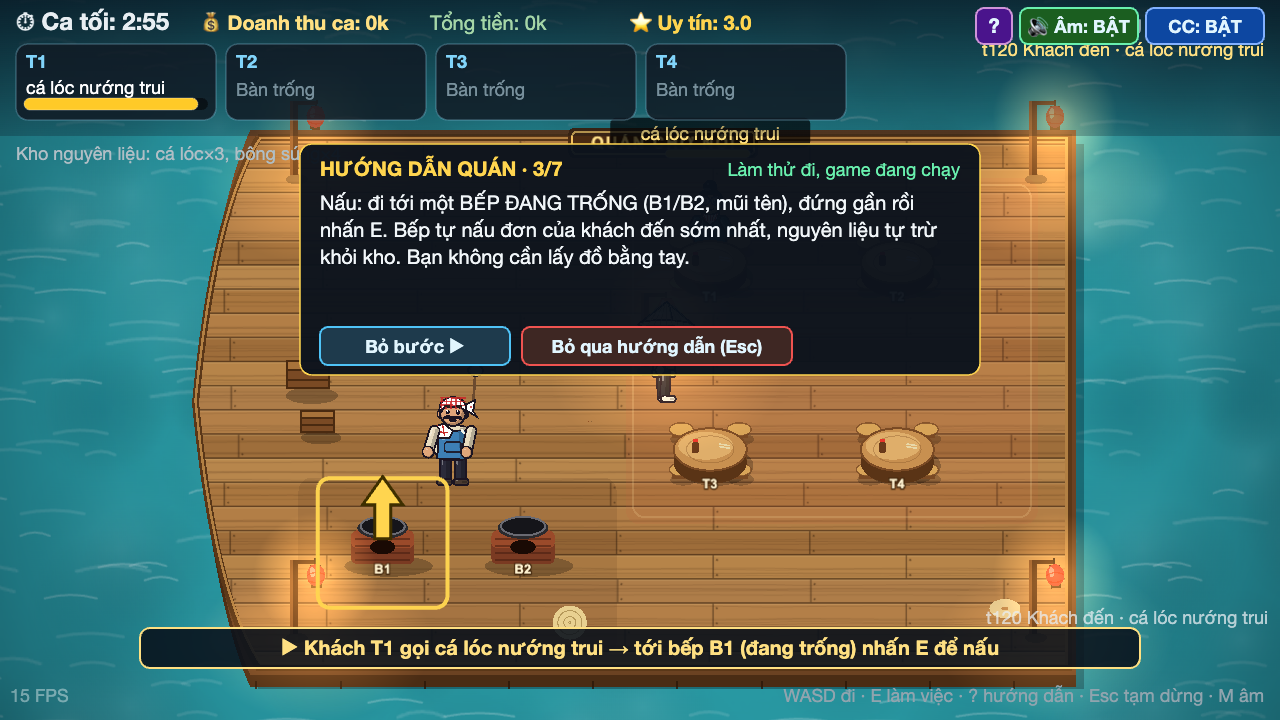 Ca tối: 2:55
Doanh thu ca: 0k
Tổng tiền: 0k
Uy tín: 3.0
?
Âm: BẬT
CC: BẬT
t120 Khách đến · cá lóc nướng trui
T1
cá lóc nướng trui
T2
Bàn trống
T3
Bàn trống
T4
Bàn trống
Kho nguyên liệu: cá lóc×3, bông
cá lóc nướng trui
HƯỚNG DẪN QUÁN · 3/7
Làm thử đi, game đang chạy
Nấu: đi tới một BẾP ĐANG TRỐNG (B1/B2, mũi tên), đứng gần rồi
nhấn E. Bếp tự nấu đơn của khách đến sớm nhất, nguyên liệu tự trừ
khỏi kho. Bạn không cần lấy đồ bằng tay.
Bỏ bước ▶
Bỏ qua hướng dẫn (Esc)
T3
T4
B1
B2
t120 Khách đến · cá lóc nướng trui
▶ Khách T1 gọi cá lóc nướng trui → tới bếp B1 (đang trống) nhấn E để nấu
15 FPS
WASD đi · E làm việc · ? hướng dẫn · Esc tạm dừng · M âm